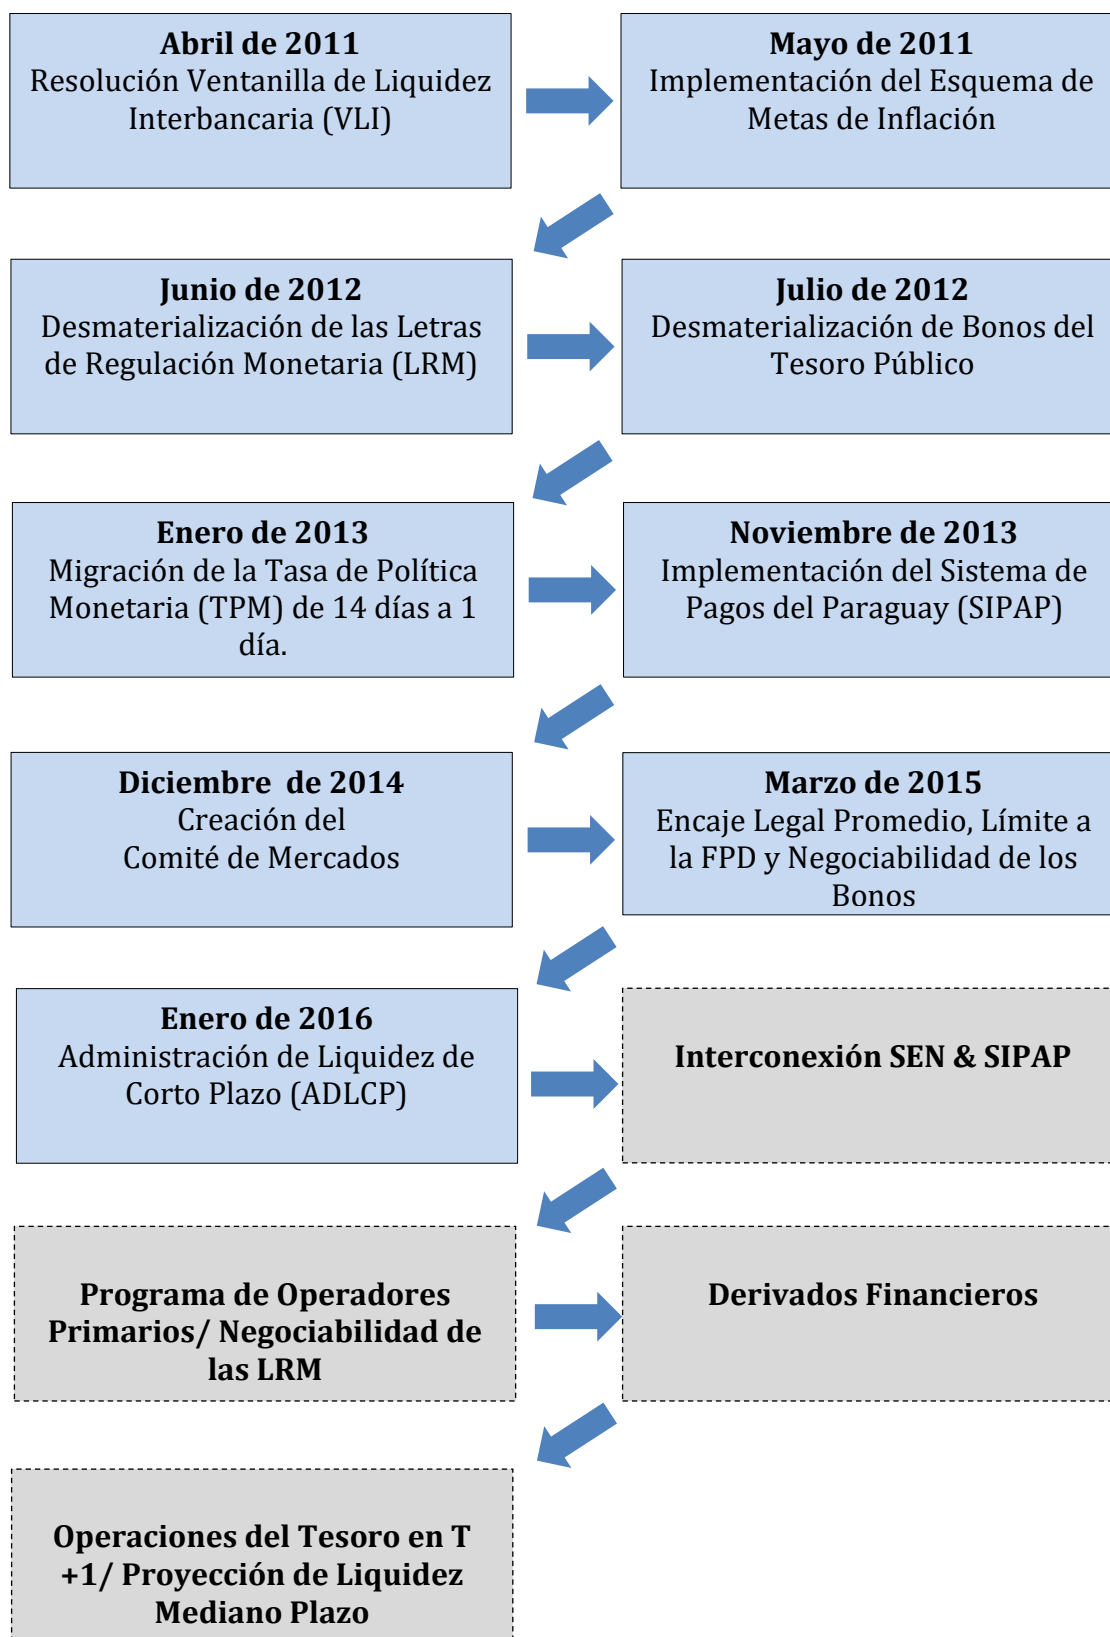 Abril de 2011
Resolución Ventanilla de Liquidez
Interbancaria (VLI)
Mayo de 2011
Implementación del Esquema de
Metas de Inflación
Junio de 2012
Desmaterialización de las Letras
de Regulación Monetaria (LRM)
Julio de 2012
Desmaterialización de Bonos del
Tesoro Público
Enero de 2013
Migración de la Tasa de Política
Monetaria (TPM) de 14 días a 1
día.
Noviembre de 2013
Implementación del Sistema de
Pagos del Paraguay (SIPAP)
Diciembre de 2014
Creación del
Comité de Mercados
Marzo de 2015
Encaje Legal Promedio, Límite a
la FPD y Negociabilidad de los
Bonos
Enero de 2016
Administración de Liquidez de
Corto Plazo (ADLCP)
Interconexión SEN & SIPAP
Programa de Operadores
Primarios/ Negociabilidad de
las LRM
Derivados Financieros
Operaciones del Tesoro en T
+1/ Proyección de Liquidez
Mediano Plazo